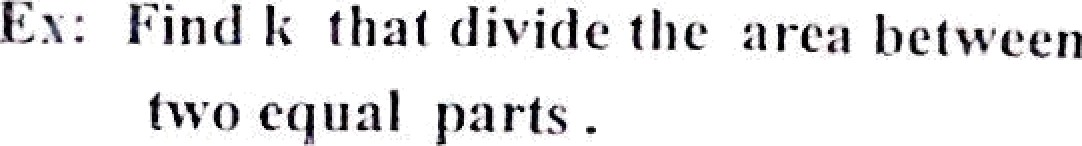 Ex: Find k that divide the area between
two equal parts.